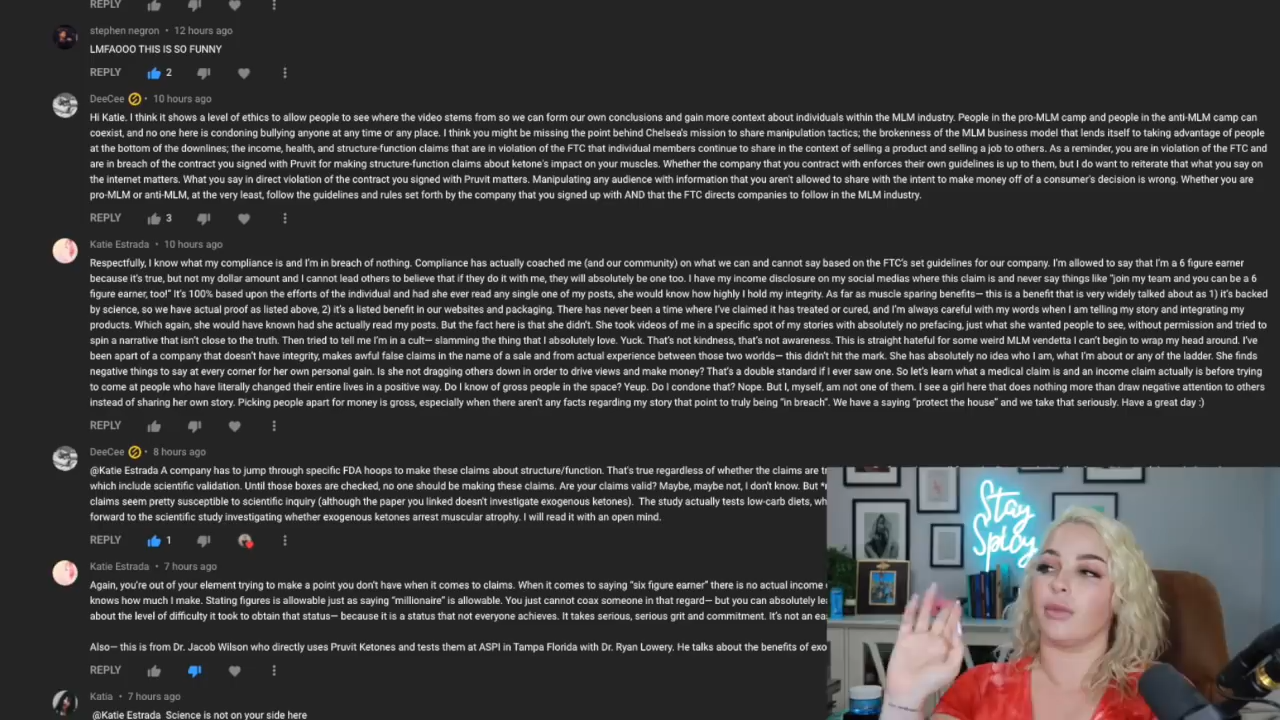 REPLY
stephen negron • 12 hours ago
LMFAOOO THIS IS SO FUNNY
REPLY 2
DeeCee • 10 hours ago
Hi Katie. I think it shows a level of ethics to allow people to see where the video stems from so we can form our own conclusions and gain more context about individuals within the MLM industry. People in the pro-MLM camp and people in the anti-MLM camp can
coexist, and no one here is condoning bullying anyone at any time or any place. I think you might be missing the point behind Chelsea's mission to share manipulation tactics; the brokenness of the MLM business model that lends itself to taking advantage of people
at the bottom of the downlines; the income, health, and structure-function claims that are in violation of the FTC that individual members continue to share in the context of selling a product and selling a job to others. As a reminder, you are in violation of the FTC and
are in breach of the contract you signed with Pruvit for making structure-function claims about ketone's impact on your muscles. Whether the company that you contract with enforces their own guidelines is up to them, but I do want to reiterate that what you say on
the internet matters. What you say in direct violation of the contract you signed with Pruvit matters. Manipulating any audience with information that you aren't allowed to share with the intent to make money off of a consumer's decision is wrong. Whether you are
pro-MLM or anti-MLM, at the very least, follow the guidelines and rules set forth by the company that you signed up with AND that the FTC directs companies to follow in the MLM industry.
REPLY 3
Katie Estrada • 10 hours ago
Respectfully, I know what my compliance is and I'm in breach of nothing. Compliance has actually coached me (and our community) on what we can and cannot say based on the FTC's set guidelines for our company. I'm allowed to say that I'm a 6 figure earner
because it's true, but not my dollar amount and I cannot lead others to believe that if they do it with me, they will absolutely be one too. I have my income disclosure on my social medias where this claim is and never say things like "join my team and you can be a 6
figure earner, too!" It's 100% based upon the efforts of the individual and had she ever read any single one of my posts, she would know how highly I hold my integrity. As far as muscle sparing benefits— this is a benefit that is very widely talked about as 1) it's backed
by science, so we have actual proof as listed above, 2) it's a listed benefit in our websites and packaging. There has never been a time where I've claimed it has treated or cured, and I'm always careful with my words when I am telling my story and integrating my
products. Which again, she would have known had she actually read my posts. But the fact here is that she didn't. She took videos of me in a specific spot of my stories with absolutely no prefacing, just what she wanted people to see, without permission and tried to
spin a narrative that isn't close to the truth. Then tried to tell me I'm in a cult— slamming the thing that I absolutely love. Yuck. That's not kindness, that's not awareness. This is straight hateful for some weird MLM vendetta I can't begin to wrap my head around. I've
been apart of a company that doesn't have integrity, makes awful false claims in the name of a sale and from actual experience between those two worlds— this didn't hit the mark. She has absolutely no idea who I am, what I'm about or any of the ladder. She finds
negative things to say at every corner for her own personal gain. Is she not dragging others down in order to drive views and make money? That's a double standard if I ever saw one. So let's learn what a medical claim is and an income claim actually is before trying
to come at people who have literally changed their entire lives in a positive way. Do I know of gross people in the space? Yeup. Do I condone that? Nope. But I, myself, am not one of them. I see a girl here that does nothing more than draw negative attention to others
instead of sharing her own story. Picking people apart for money is gross, especially when there aren't any facts regarding my story that point to truly being "in breach". We have a saying "protect the house" and we take that seriously. Have a great day :)
REPLY
DeeCee • 8 hours ago
@Katie Estrada A company has to jump through specific FDA hoops to make these claims about structure/function. That's true regardless of whether the claims are
which include scientific validation. Until those boxes are checked, no one should be making these claims. Are your claims valid? Maybe, maybe not, I don't know. But
claims seem pretty susceptible to scientific inquiry (although the paper you linked doesn't investigate exogenous ketones). The study actually tests low-carb diets,
forward to the scientific study investigating whether exogenous ketones arrest muscular atrophy. I will read it with an open mind.
REPLY 1
Katie Estrada • 7 hours ago
Again, you're out of your element trying to make a point you don't have when it comes to claims. When it comes to saying "six figure earner" there is no actual income
knows how much I make. Stating figures is allowable just as saying "millionaire" is allowable. You just cannot coax someone in that regard— but you can absolutely
about the level of difficulty it took to obtain that status— because it is a status that not everyone achieves. It takes serious, serious grit and commitment. It's not an
Also— this is from Dr. Jacob Wilson who directly uses Pruvit Ketones and tests them at ASPI in Tampa Florida with Dr. Ryan Lowery. He talks about the benefits of
REPLY
Katia • 7 hours ago
@Katie Estrada Science is not on your side here
Stay
Spicy